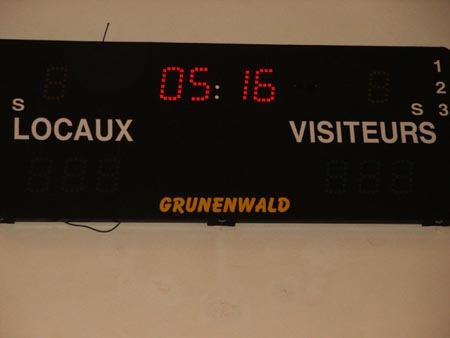 05:16
1
2
S
S 3
LOCAUX
VISITEURS
GRUNENWALD